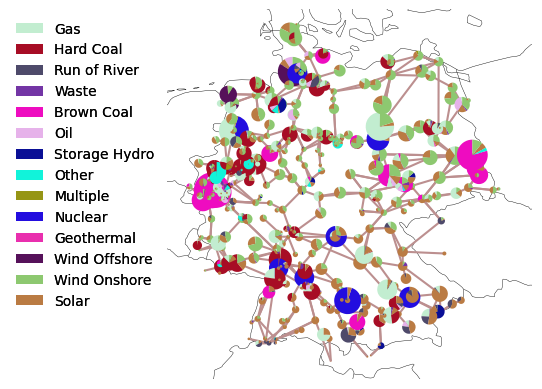 Gas
Hard Coal
Run of River
Waste
Brown Coal
Oil
Storage Hydro
Other
Multiple
Nuclear
Geothermal
Wind Offshore
Wind Onshore
Solar